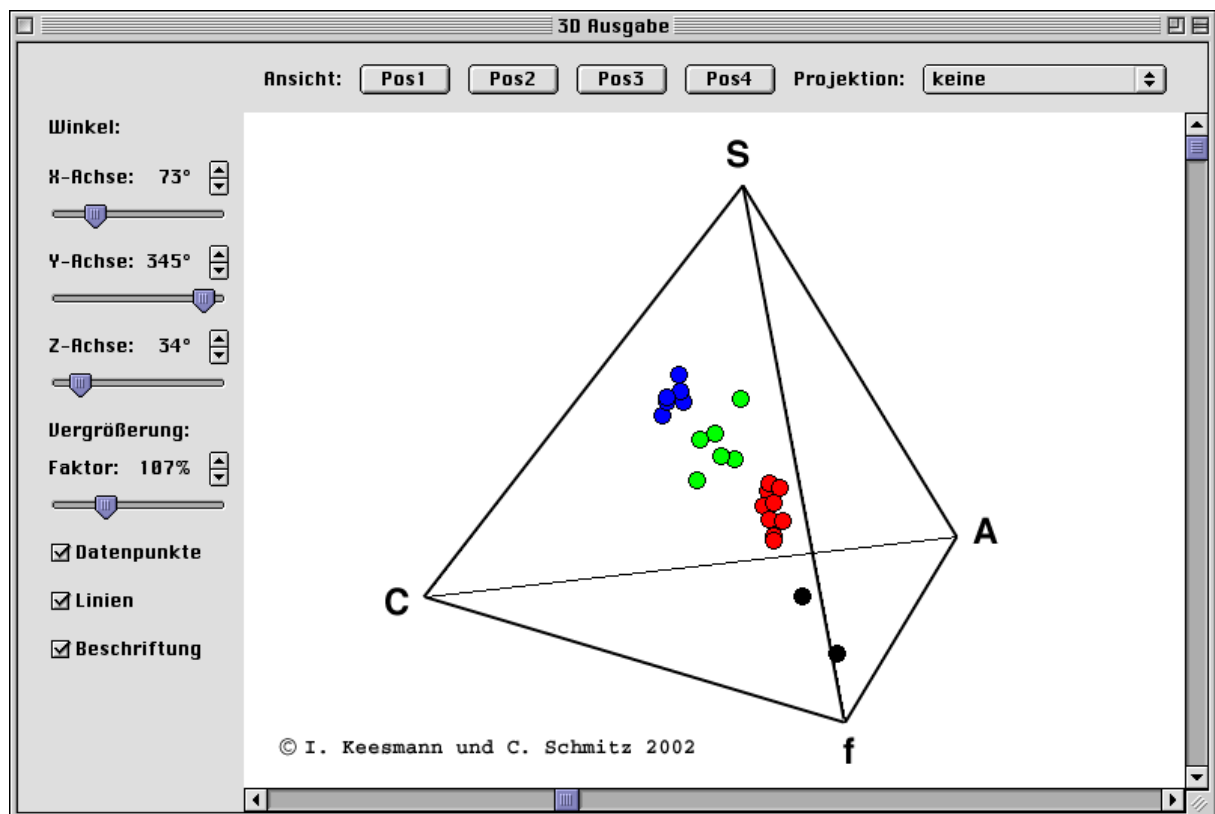 3D Ausgabe
Ansicht: Pos1 Pos2 Pos3 Pos4 Projektion: keine
Winkel:
X-Achse: 73°
Y-Achse: 345°
Z-Achse: 34°
Vergrößerung:
Faktor: 107%
Datenpunkte
Linien
Beschriftung
S
A
C
f
© I. Keesmann und C. Schmitz 2002